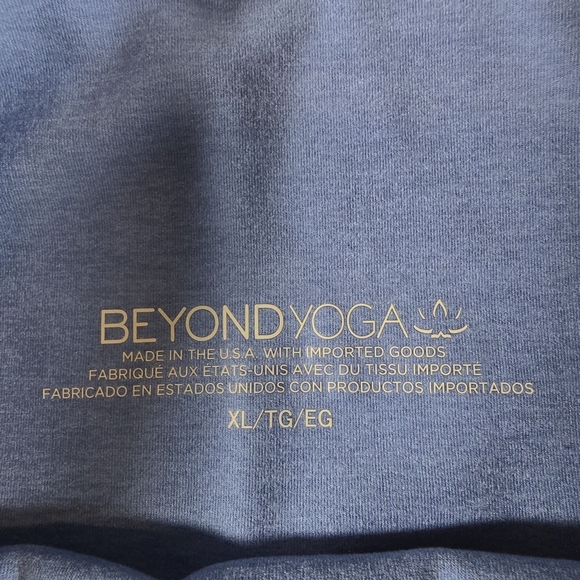 BEYOND YOGA
MADE IN THE U.S.A. WITH IMPORTED GOODS
FABRIQUÉ AUX ÉTATS-UNIS AVEC DU TISSU IMPORTE
FABRICADO EN ESTADOS UNIDOS CON PRODUCTOS IMPORTADOS
XL/TG/EG